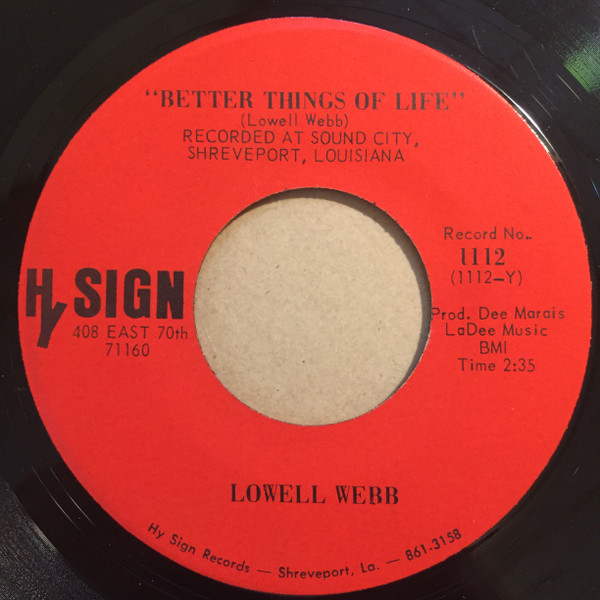 "BETTER THINGS OF LIFE"
(Lowell Webb)
RECORDED AT SOUND CITY,
SHREVEPORT, LOUISIANA
Hy SIGN
408 EAST 70th
71160
Record No..
1112
(1112-Y)
Prod. Dee Marais
LaDee Music
BMI
Time 2:35
LOWELL WEBB
Hy Sign Records — Shreveport, La. — 861-3158